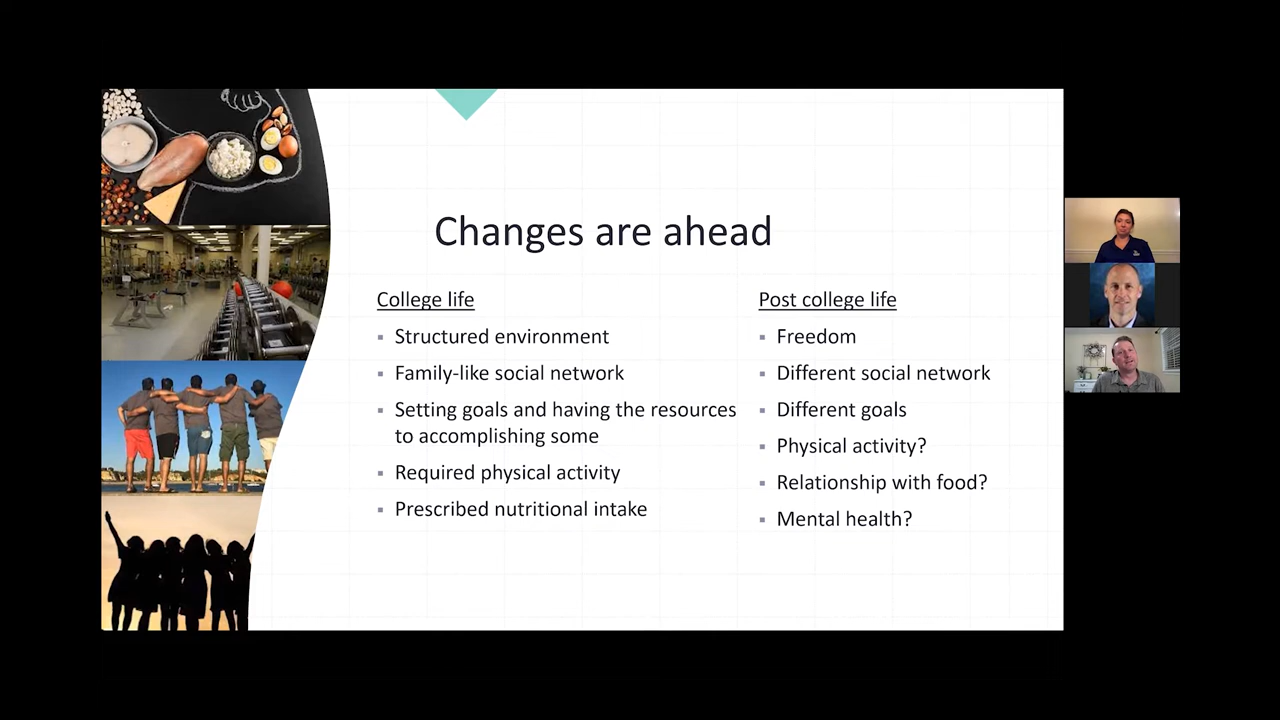 Changes are ahead
College life
Structured environment
Family-like social network
Setting goals and having the resources
to accomplishing some
Required physical activity
Prescribed nutritional intake
Post college life
Freedom
Different social network
Different goals
Physical activity?
Relationship with food?
Mental health?